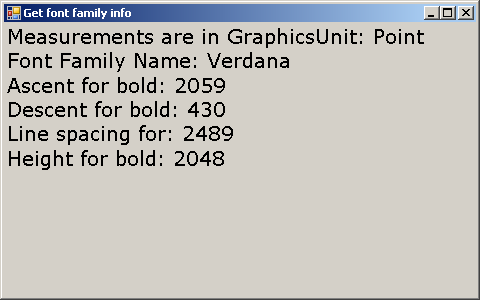 Get font family info
Measurements are in GraphicsUnit: Point
Font Family Name: Verdana
Ascent for bold: 2059
Descent for bold: 430
Line spacing for: 2489
Height for bold: 2048